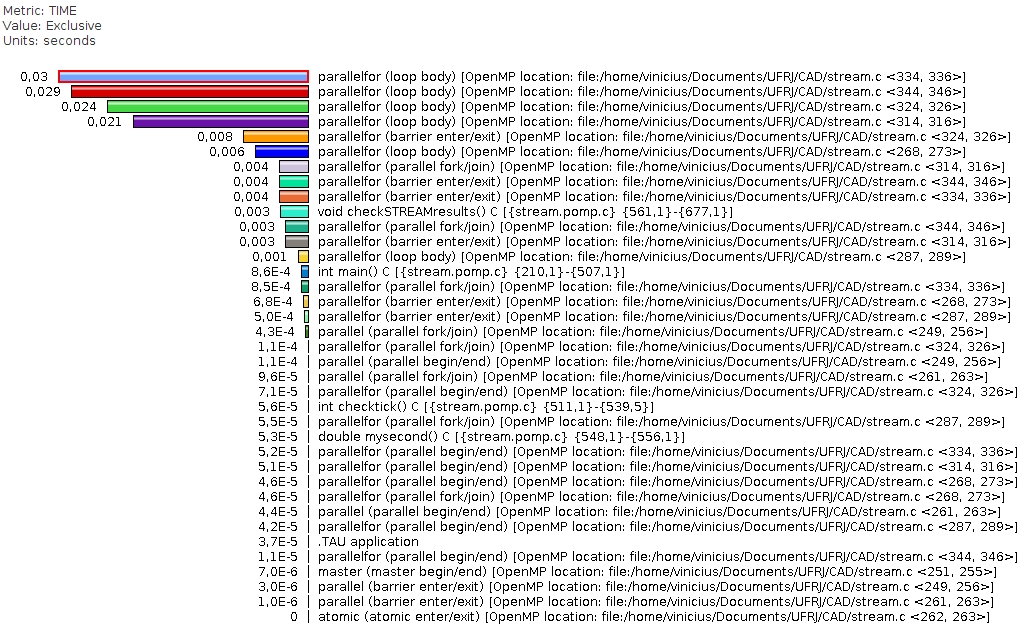 Metric: TIME
Value: Exclusive
Units: seconds
0,03 parallelfor (loop body) [OpenMP location: file:/home/vinicius/Documents/UFRJ/CAD/stream.c <334, 336>]
0,029 parallelfor (loop body) [OpenMP location: file:/home/vinicius/Documents/UFRJ/CAD/stream.c <344, 346>]
0,024 parallelfor (loop body) [OpenMP location: file:/home/vinicius/Documents/UFRJ/CAD/stream.c <324, 326>]
0,021 parallelfor (loop body) [OpenMP location: file:/home/vinicius/Documents/UFRJ/CAD/stream.c <314, 316>]
0,008 parallelfor (barrier enter/exit) [OpenMP location: file:/home/vinicius/Documents/UFRJ/CAD/stream.c <324, 326>]
0,006 parallelfor (loop body) [OpenMP location: file:/home/vinicius/Documents/UFRJ/CAD/stream.c <268, 273>]
0,004 parallelfor (parallel fork/join) [OpenMP location: file:/home/vinicius/Documents/UFRJ/CAD/stream.c <314, 316>]
0,004 parallelfor (barrier enter/exit) [OpenMP location: file:/home/vinicius/Documents/UFRJ/CAD/stream.c <344, 346>]
0,004 parallelfor (barrier enter/exit) [OpenMP location: file:/home/vinicius/Documents/UFRJ/CAD/stream.c <334, 336>]
0,003 void checkSTREAMresults() C [{stream.pomp.c} {561,1}-{677,1}]
0,003 parallelfor (parallel fork/join) [OpenMP location: file:/home/vinicius/Documents/UFRJ/CAD/stream.c <344, 346>]
0,003 parallelfor (barrier enter/exit) [OpenMP location: file:/home/vinicius/Documents/UFRJ/CAD/stream.c <314, 316>]
0,001 parallelfor (loop body) [OpenMP location: file:/home/vinicius/Documents/UFRJ/CAD/stream.c <287, 289>]
8,6E-4 int main() C [{stream.pomp.c} {210,1}-{507,1}]
8,5E-4 parallelfor (parallel fork/join) [OpenMP location: file:/home/vinicius/Documents/UFRJ/CAD/stream.c <334, 336>]
6,8E-4 parallelfor (barrier enter/exit) [OpenMP location: file:/home/vinicius/Documents/UFRJ/CAD/stream.c <268, 273>]
5,0E-4 parallelfor (barrier enter/exit) [OpenMP location: file:/home/vinicius/Documents/UFRJ/CAD/stream.c <287, 289>]
4,3E-4 parallel (parallel fork/join) [OpenMP location: file:/home/vinicius/Documents/UFRJ/CAD/stream.c <249, 256>]
1,1E-4 parallelfor (parallel fork/join) [OpenMP location: file:/home/vinicius/Documents/UFRJ/CAD/stream.c <324, 326>]
1,1E-4 parallel (parallel begin/end) [OpenMP location: file:/home/vinicius/Documents/UFRJ/CAD/stream.c <249, 256>]
9,6E-5 parallel (parallel fork/join) [OpenMP location: file:/home/vinicius/Documents/UFRJ/CAD/stream.c <261, 263>]
7,1E-5 parallelfor (parallel begin/end) [OpenMP location: file:/home/vinicius/Documents/UFRJ/CAD/stream.c <324, 326>]
5,6E-5 int checktick() C [{stream.pomp.c} {511,1}-{539,5}]
5,5E-5 parallelfor (parallel fork/join) [OpenMP location: file:/home/vinicius/Documents/UFRJ/CAD/stream.c <287, 289>]
5,3E-5 double mysecond() C [{stream.pomp.c} {548,1}-{556,1}]
5,2E-5 parallelfor (parallel begin/end) [OpenMP location: file:/home/vinicius/Documents/UFRJ/CAD/stream.c <334, 336>]
5,1E-5 parallelfor (parallel begin/end) [OpenMP location: file:/home/vinicius/Documents/UFRJ/CAD/stream.c <314, 316>]
4,6E-5 parallelfor (parallel begin/end) [OpenMP location: file:/home/vinicius/Documents/UFRJ/CAD/stream.c <268, 273>]
4,6E-5 parallelfor (parallel fork/join) [OpenMP location: file:/home/vinicius/Documents/UFRJ/CAD/stream.c <268, 273>]
4,4E-5 parallel (parallel begin/end) [OpenMP location: file:/home/vinicius/Documents/UFRJ/CAD/stream.c <261, 263>]
4,2E-5 parallelfor (parallel begin/end) [OpenMP location: file:/home/vinicius/Documents/UFRJ/CAD/stream.c <287, 289>]
3,7E-5 .TAU application
1,1E-5 parallelfor (parallel begin/end) [OpenMP location: file:/home/vinicius/Documents/UFRJ/CAD/stream.c <344, 346>]
7,0E-6 master (master begin/end) [OpenMP location: file:/home/vinicius/Documents/UFRJ/CAD/stream.c <251, 255>]
3,0E-6 parallel (barrier enter/exit) [OpenMP location: file:/home/vinicius/Documents/UFRJ/CAD/stream.c <249, 256>]
1,0E-6 parallel (barrier enter/exit) [OpenMP location: file:/home/vinicius/Documents/UFRJ/CAD/stream.c <261, 263>]
0 atomic (atomic enter/exit) [OpenMP location: file:/home/vinicius/Documents/UFRJ/CAD/stream.c <262, 263>]